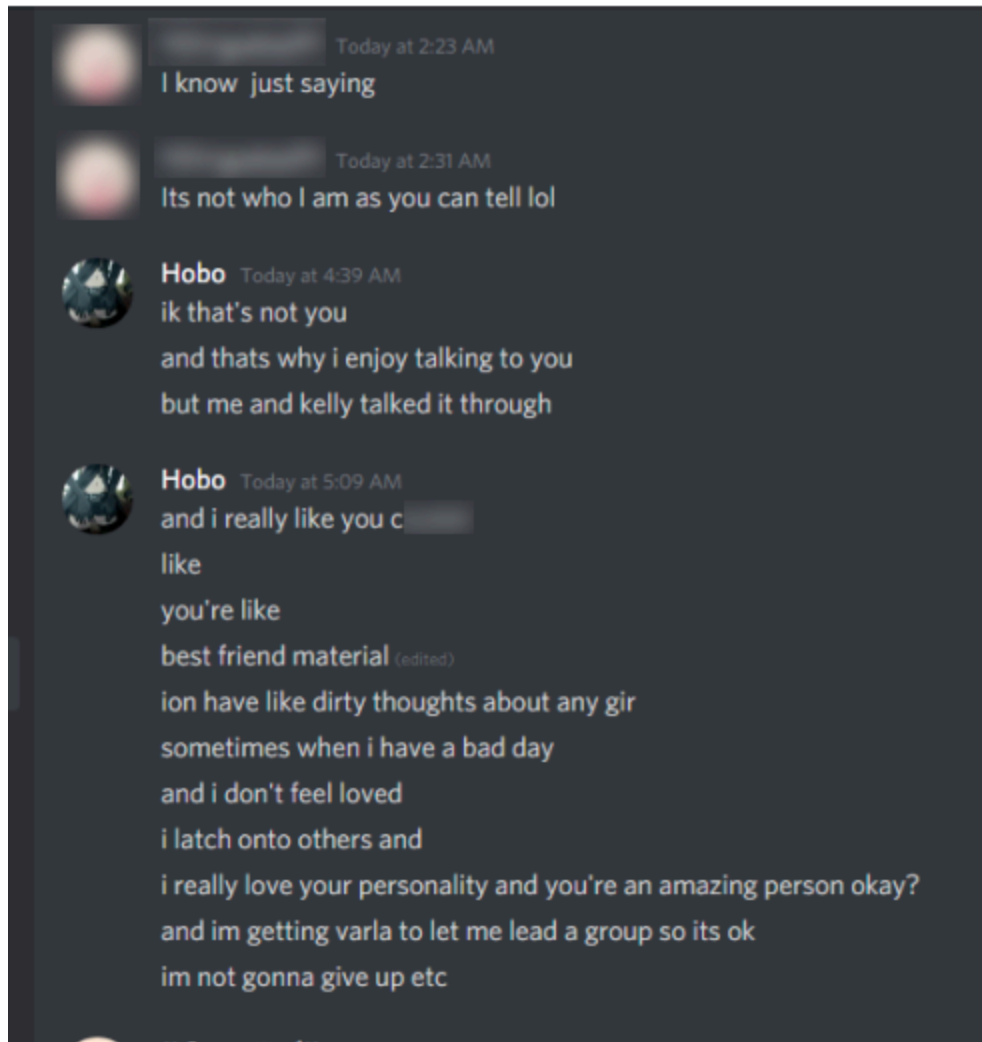 Today at 2:23 AM
I know just saying
Today at 2:31 AM
Its not who I am as you can tell lol
Hobo Today at 4:39 AM
ik that's not you
and thats why i enjoy talking to you
but me and kelly talked it through
Hobo Today at 5:09 AM
and i really like you c
like
you're like
best friend material (edited)
ion have like dirty thoughts about any gir
sometimes when i have a bad day
and i don't feel loved
i latch onto others and
i really love your personality and you're an amazing person okay?
and im getting varla to let me lead a group so its ok
im not gonna give up etc